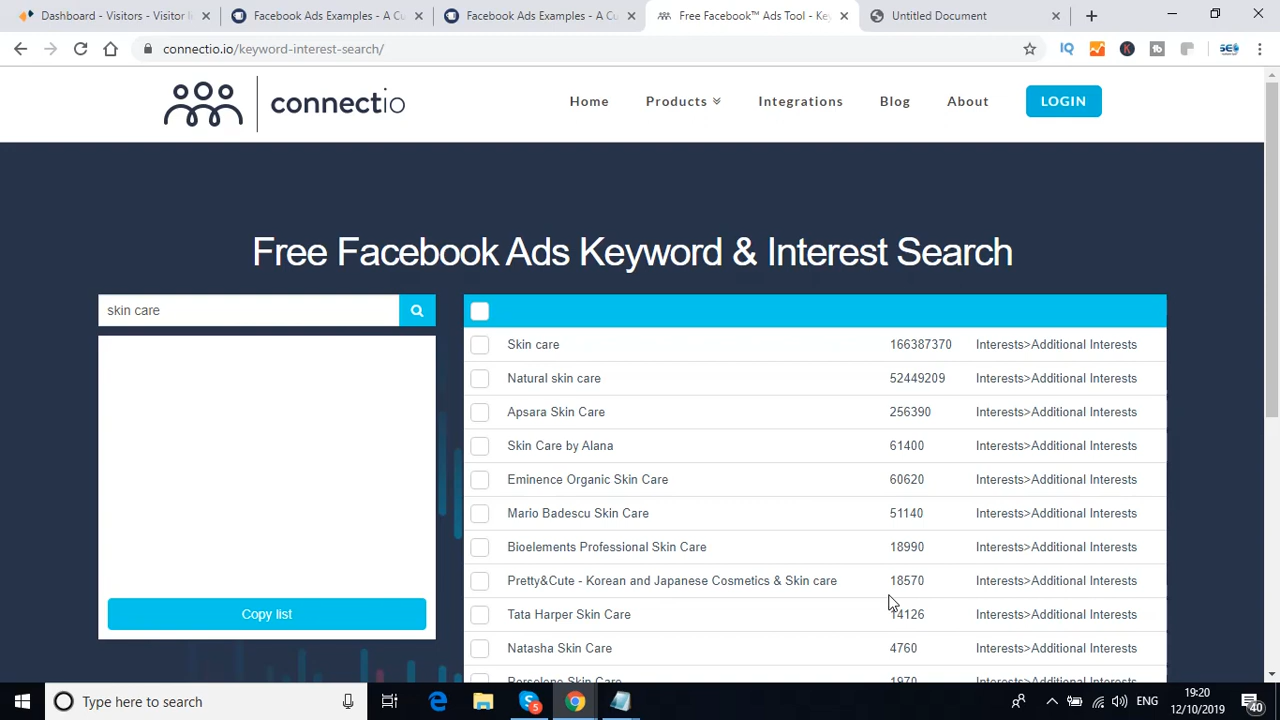 Dashboard - Visitors - Visitor I
Facebook Ads Examples - A Cu
Facebook Ads Examples - A Cu
Free Facebook™ Ads Tool - Key
Untitled Document
connectio.io/keyword-interest-search/
connectio
Home
Products
Integrations
Blog
About
LOGIN
Free Facebook Ads Keyword & Interest Search
skin care
Copy list
Skin care 166387370 Interests>Additional Interests
Natural skin care 52449209 Interests>Additional Interests
Apsara Skin Care 256390 Interests>Additional Interests
Skin Care by Alana 61400 Interests>Additional Interests
Eminence Organic Skin Care 60620 Interests>Additional Interests
Mario Badescu Skin Care 51140 Interests>Additional Interests
Bioelements Professional Skin Care 18990 Interests>Additional Interests
Pretty&Cute - Korean and Japanese Cosmetics & Skin care 18570 Interests>Additional Interests
Tata Harper Skin Care 14126 Interests>Additional Interests
Natasha Skin Care 4760 Interests>Additional Interests
Type here to search
5
ENG
19:20
12/10/2019
40